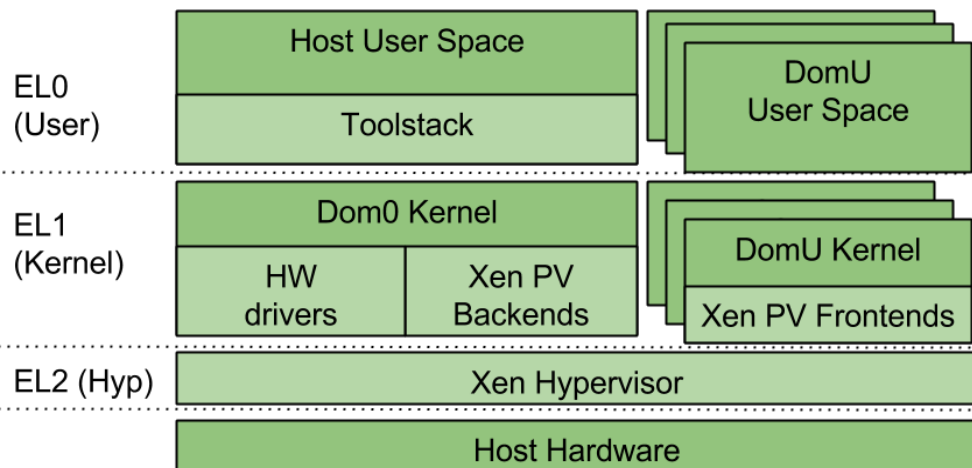 Host User Space
DomU
User Space
EL0
(User)
Toolstack
Dom0 Kernel
EL1
(Kernel)
HW
drivers
Xen PV
Backends
DomU Kernel
Xen PV Frontends
EL2 (Hyp)
Xen Hypervisor
Host Hardware